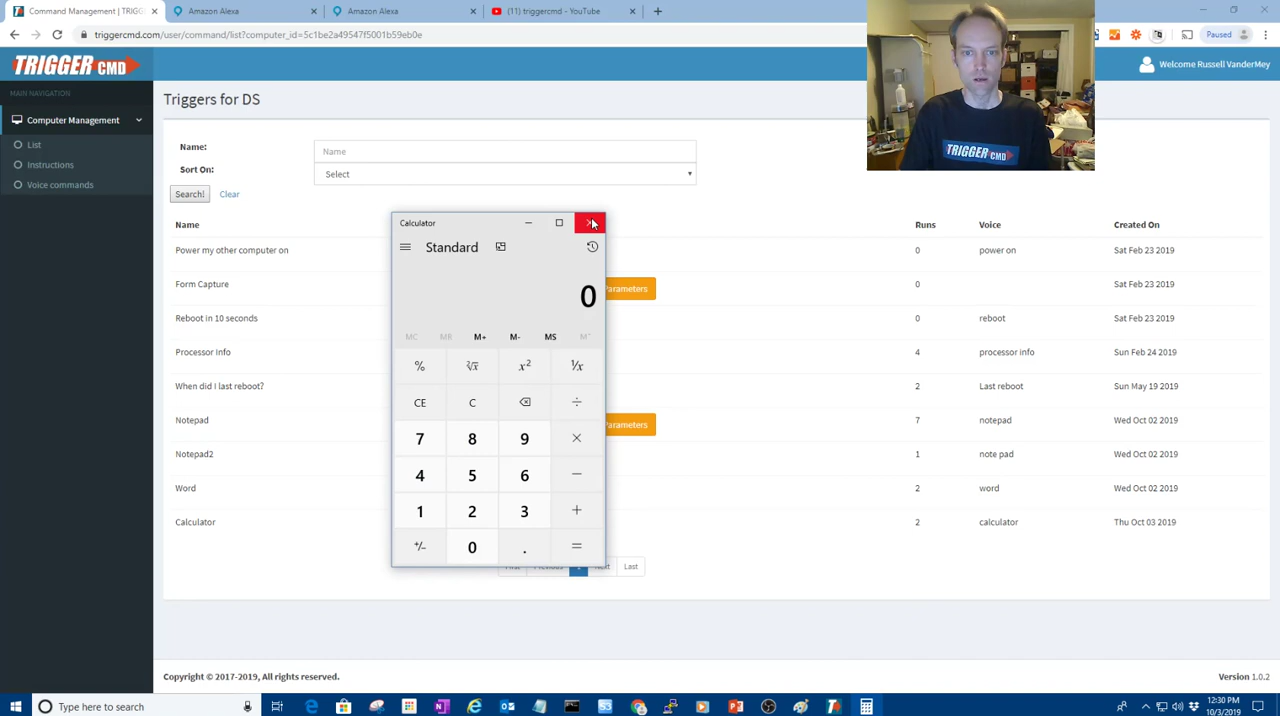 Command Management | TRIGG
Amazon Alexa
Amazon Alexa
(11) triggercmd - YouTube
triggercmd.com/user/command/list?computer_id=5c1be2a49547f5001b59eb0e
Paused
TRIGGER CMD
Welcome Russell VanderMey
MAIN NAVIGATION
Computer Management
List
Instructions
Voice commands
Triggers for DS
Name:
Name
Sort On:
Select
Search!
Clear
Name Runs Voice Created On
Power my other computer on 0 power on Sat Feb 23 2019
Form Capture Parameters 0 Sat Feb 23 2019
Reboot in 10 seconds 0 reboot Sat Feb 23 2019
Processor Info 4 processor info Sun Feb 24 2019
When did I last reboot? 2 Last reboot Sun May 19 2019
Notepad Parameters 7 notepad Wed Oct 02 2019
Notepad2 1 note pad Wed Oct 02 2019
Word 2 word Wed Oct 02 2019
Calculator 2 calculator Thu Oct 03 2019
Last
Calculator
Standard
0
MC MR M+ M- MS
% ²√x x² ¹/x
CE C ÷
7 8 9 ×
4 5 6 −
1 2 3 +
+/- 0 . =
TRIGGER CMD
Copyright © 2017-2019, All rights reserved.
Version 1.0.2
Type here to search
12:30 PM
10/3/2019